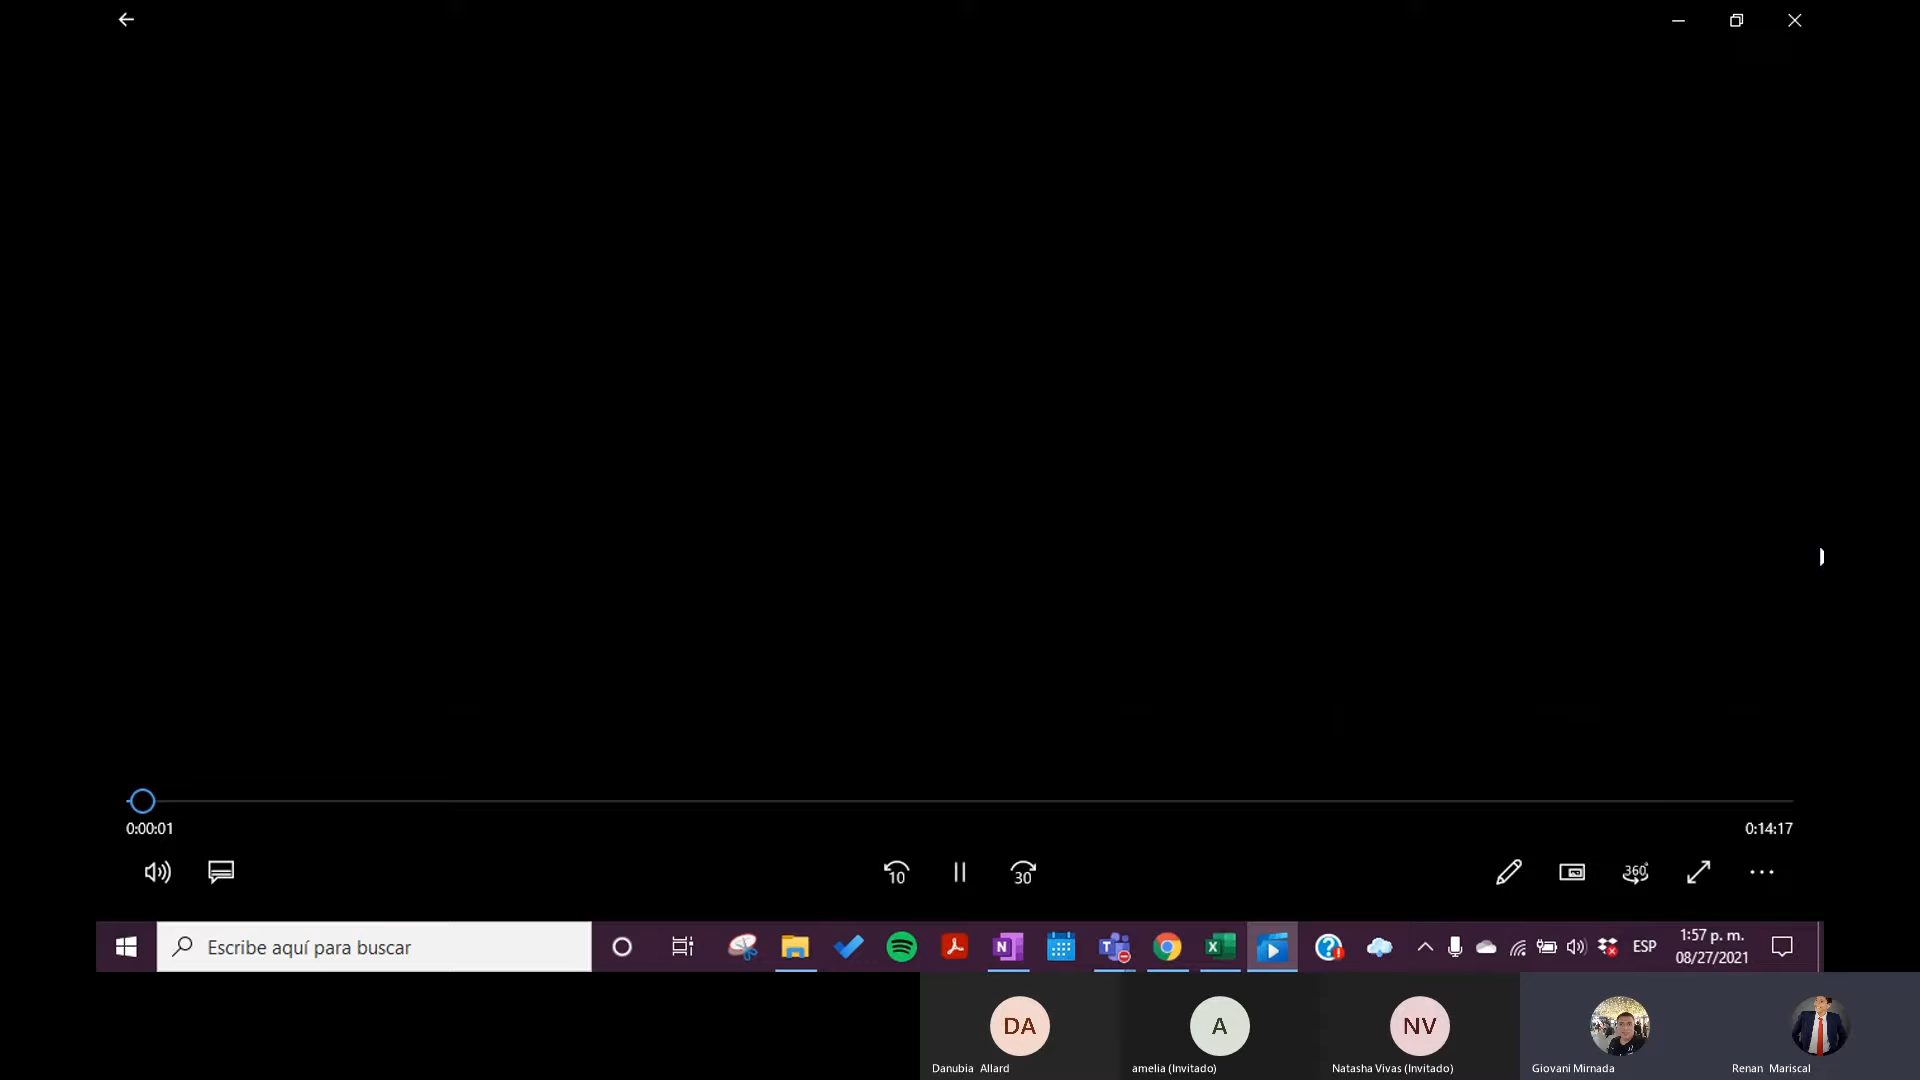 0:00:01
0:14:17
10
30
360
Escribe aquí para buscar
ESP
1:57 p. m.
08/27/2021
DA
A
NV
Danubia Allard
amelia (Invitado)
Natasha Vivas (Invitado)
Giovani Mirnada
Renan Mariscal